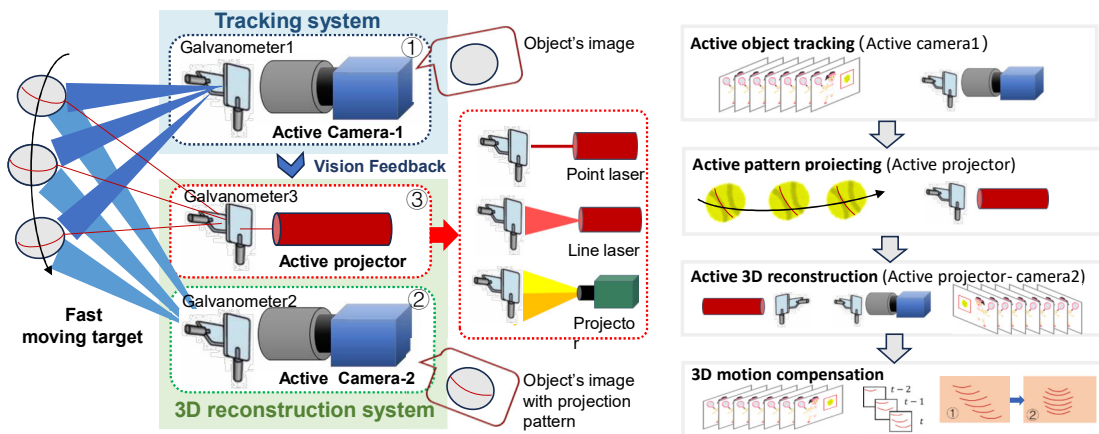 Tracking system
Galvanometer1
①
Object's image
Active Camera-1
Vision Feedback
Galvanometer3
③
Active projector
Galvanometer2
②
Active Camera-2
3D reconstruction system
Fast
moving target
Object's image
with projection
pattern
Point laser
Line laser
Projecto
r
Active object tracking (Active camera1)
Active pattern projecting (Active projector)
Active 3D reconstruction (Active projector- camera2)
3D motion compensation
t − 2
t − 1
t
①
②